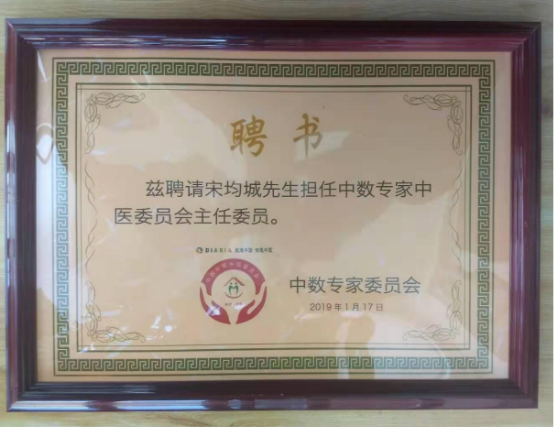 聘书
兹聘请宋均城先生担任中数专家中
医委员会主任委员。
中数专家委员会
2019年1月17日